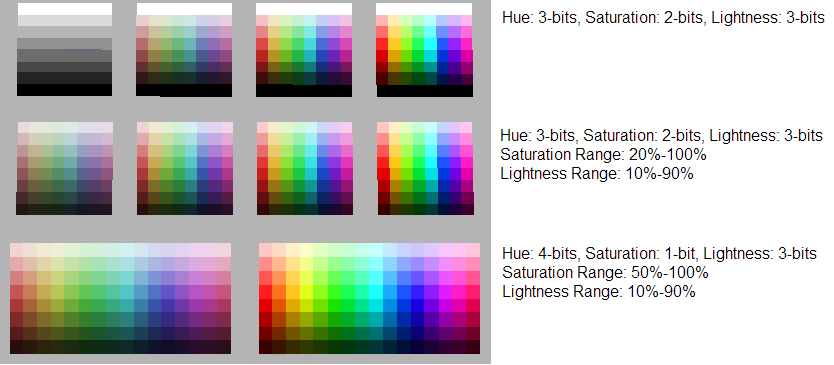 Hue: 3-bits, Saturation: 2-bits, Lightness: 3-bits
Hue: 3-bits, Saturation: 2-bits, Lightness: 3-bits
Saturation Range: 20%-100%
Lightness Range: 10%-90%
Hue: 4-bits, Saturation: 1-bit, Lightness: 3-bits
Saturation Range: 50%-100%
Lightness Range: 10%-90%